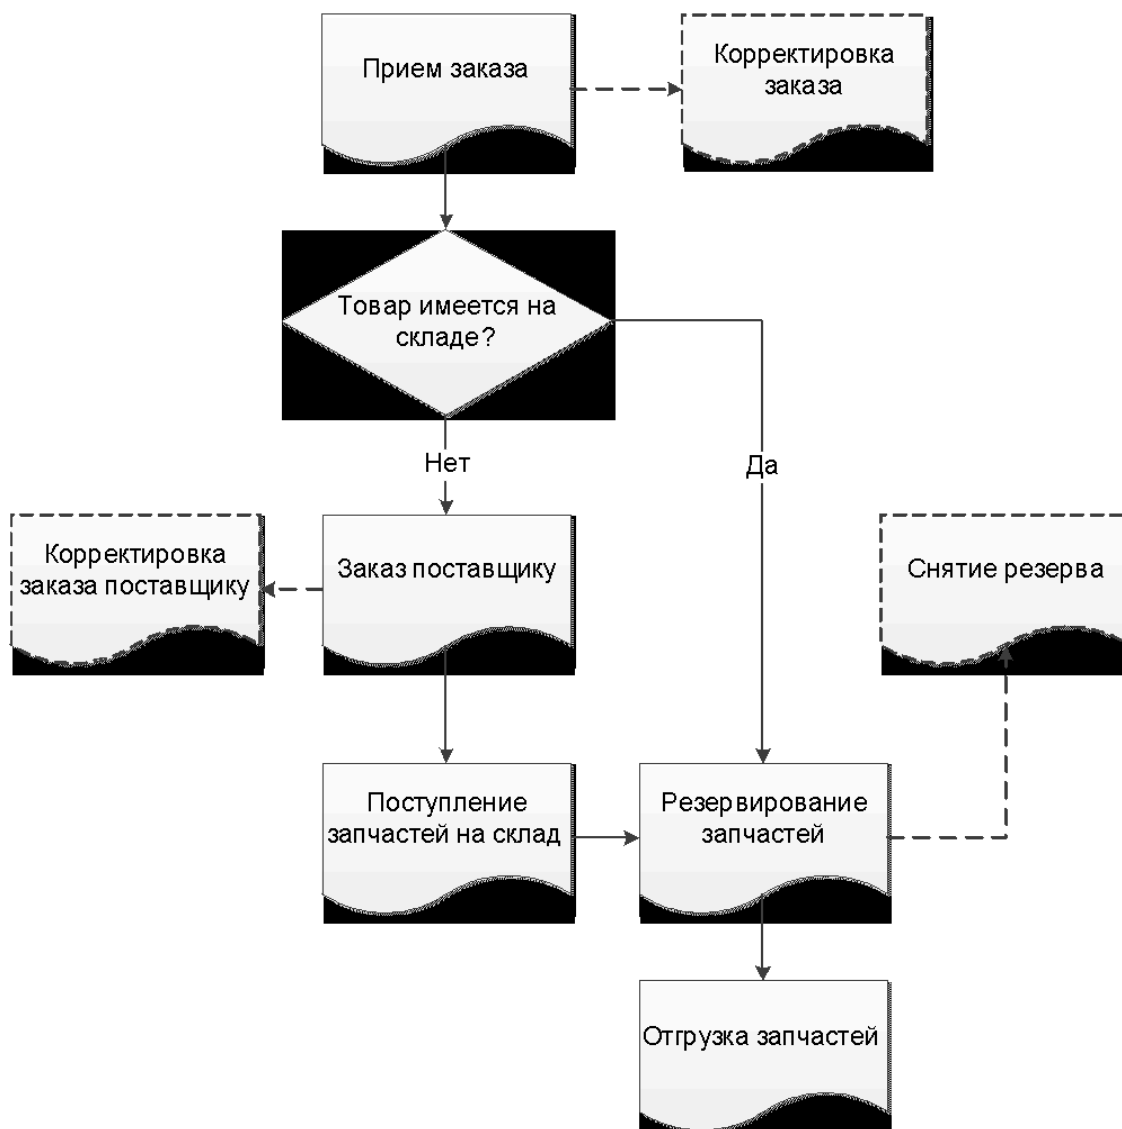 Прием заказа
Корректировка
заказа
Товар имеется на
складе?
Нет
Да
Корректировка
заказа поставщику
Заказ поставщику
Снятие резерва
Поступление
запчастей на склад
Резервирование
запчастей
Отгрузка запчастей